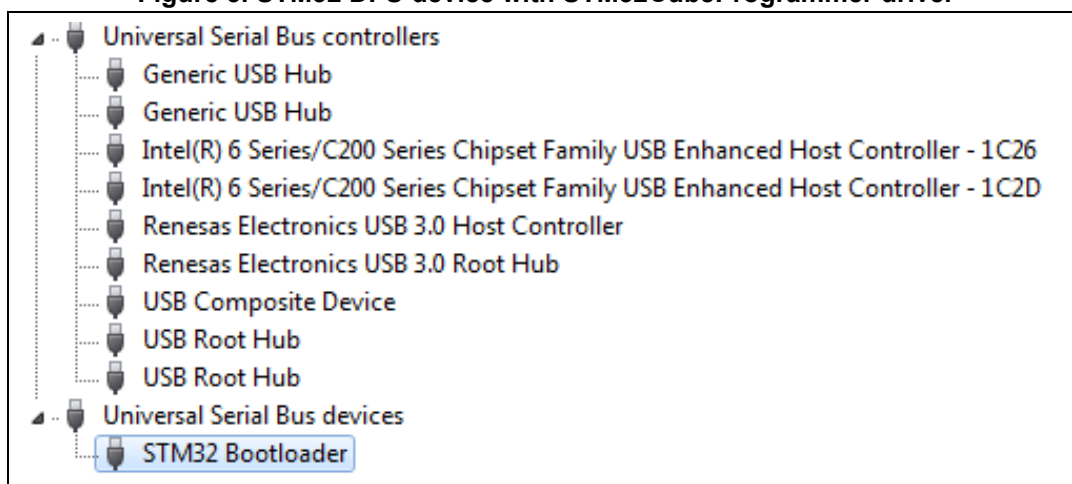 Universal Serial Bus controllers
Generic USB Hub
Generic USB Hub
Intel(R) 6 Series/C200 Series Chipset Family USB Enhanced Host Controller - 1C26
Intel(R) 6 Series/C200 Series Chipset Family USB Enhanced Host Controller - 1C2D
Renesas Electronics USB 3.0 Host Controller
Renesas Electronics USB 3.0 Root Hub
USB Composite Device
USB Root Hub
USB Root Hub
Universal Serial Bus devices
STM32 Bootloader